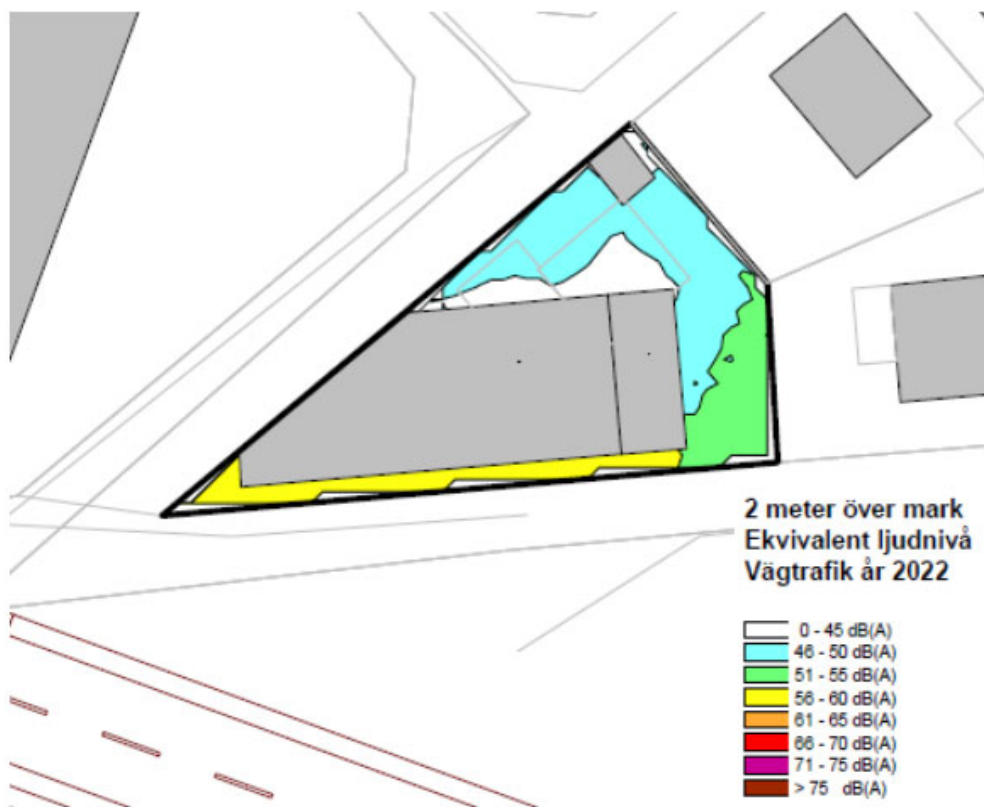 2 meter över mark
Ekvivalent ljudnivå
Vägtrafik år 2022
0 - 45 dB(A)
46 - 50 dB(A)
51 - 55 dB(A)
56 - 60 dB(A)
61 - 65 dB(A)
66 - 70 dB(A)
71 - 75 dB(A)
> 75 dB(A)